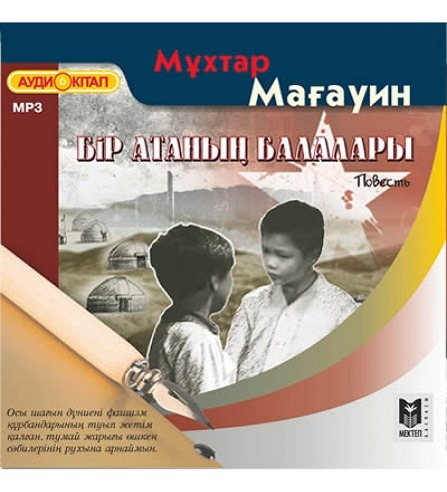 АУДИОКІТАП
MP3
Мұхтар
Мағауин
БІР АТАНЫҢ БАЛАЛАРЫ
Повесть
Осы шағын дүниені фашизм
құрбандарының туып жетім
қалған, тумай жарығы өшкен
сәбилерінің рухына арнаймын.
МЕКТЕП
БАСПАСЫ